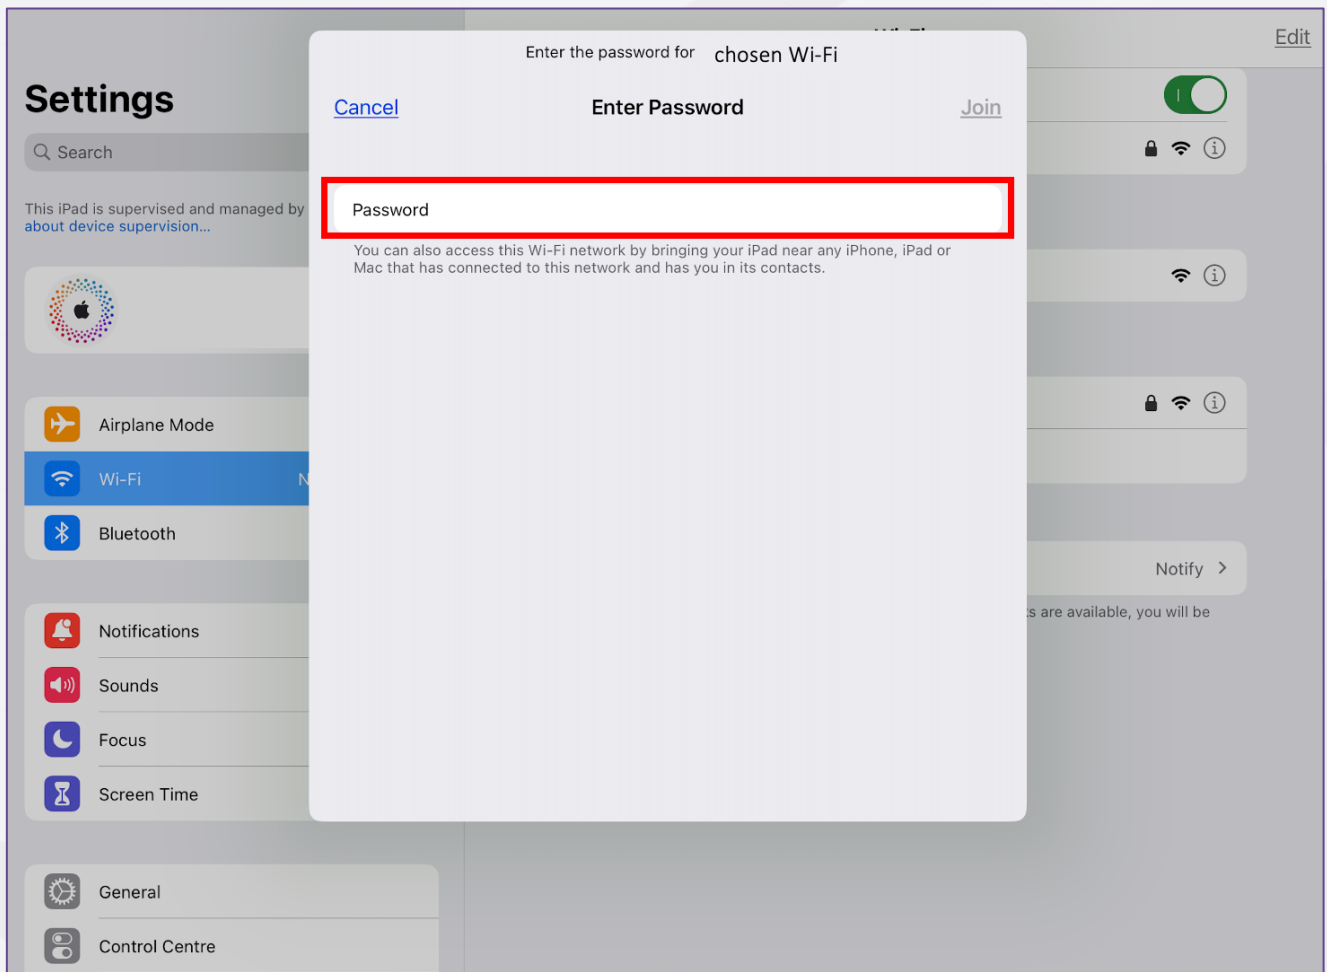 Edit
Enter the password for chosen Wi-Fi
Cancel
Enter Password
Join
Settings
Search
This iPad is supervised and managed by
about device supervision...
Password
You can also access this Wi-Fi network by bringing your iPad near any iPhone, iPad or
Mac that has connected to this network and has you in its contacts.
Airplane Mode
Wi-Fi
N
Bluetooth
Notify
are available, you will be
Notifications
Sounds
Focus
Screen Time
General
Control Centre